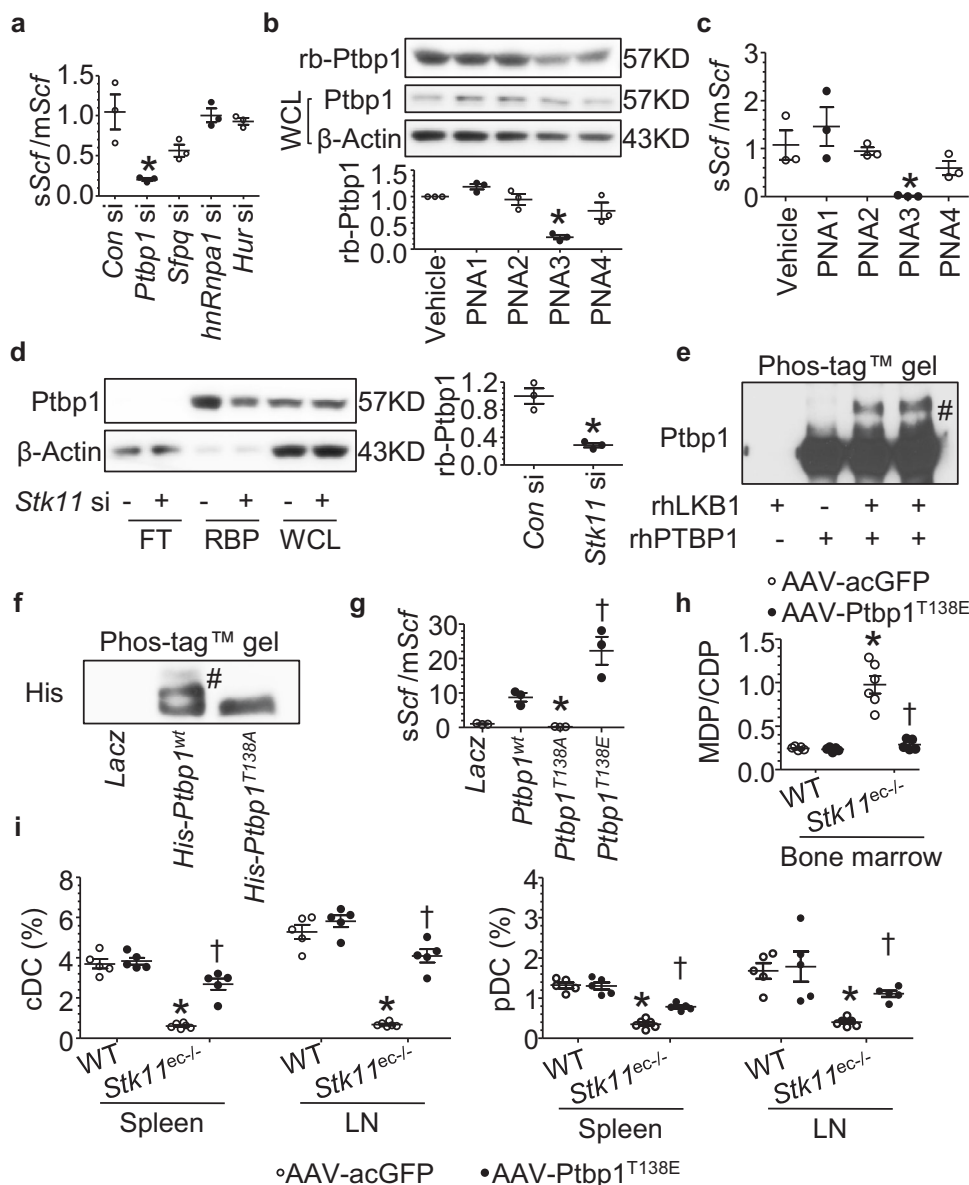 a
sScf /mScf
1.5
1.0
0.5
0.0
*
Con si
Ptbp1 si
Sfpq si
hnRnpa1 si
Hur si
b
rb-Ptbp1 57KD
WCL
Ptbp1 57KD
β-Actin 43KD
rb-Ptbp1
1.5
1.0
0.5
0.0
*
Vehicle
PNA1
PNA2
PNA3
PNA4
c
sScf /mScf
3
2
1
0
*
Vehicle
PNA1
PNA2
PNA3
PNA4
d
Ptbp1 57KD
β-Actin 43KD
Stk11 si - + - + - +
FT RBP WCL
rb-Ptbp1
1.2
0.8
0.4
0.0
*
Con si
Stk11 si
e
Phos-tag™ gel
Ptbp1 #
rhLKB1 + - + +
rhPTBP1 - + + +
f
Phos-tag™ gel
His #
Lacz
His-Ptbp1wt
His-Ptbp1T138A
g
sScf /mScf
30
20
10
0
*
†
Lacz
Ptbp1wt
Ptbp1T138A
Ptbp1T138E
AAV-acGFP
AAV-Ptbp1T138E
h
MDP/CDP
1.5
1.0
0.5
0.0
*
†
WT
Stk11ec-/-
Bone marrow
i
cDC (%)
8
6
4
2
0
*
†
*
†
WT
Stk11ec-/-
WT
Stk11ec-/-
Spleen LN
pDC (%)
4
3
2
1
0
*
†
*
†
WT
Stk11ec-/-
WT
Stk11ec-/-
Spleen LN
AAV-acGFP AAV-Ptbp1T138E